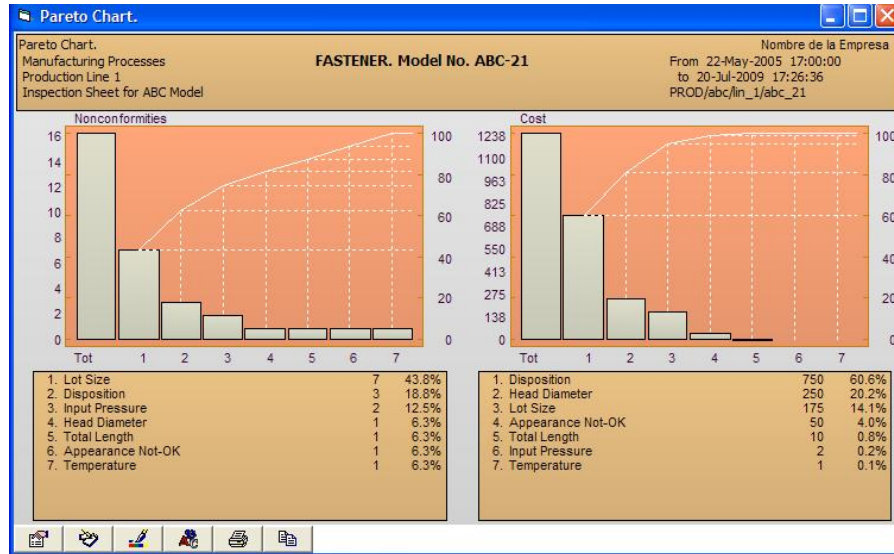 Pareto Chart.
Pareto Chart.
Manufacturing Processes
Production Line 1
Inspection Sheet for ABC Model
FASTENER. Model No. ABC-21
Nombre de la Empresa
From 22-May-2005 17:00:00
to 20-Jul-2009 17:26:36
PROD/abc/lin_1/abc_21
Nonconformities
16
14
12
10
8
6
4
2
0
100
80
60
40
20
0
Tot 1 2 3 4 5 6 7
Cost
1238
1100
963
825
688
550
413
275
138
0
100
80
60
40
20
0
Tot 1 2 3 4 5 6 7
1. Lot Size 7 43.8%
2. Disposition 3 18.8%
3. Input Pressure 2 12.5%
4. Head Diameter 1 6.3%
5. Total Length 1 6.3%
6. Appearance Not-OK 1 6.3%
7. Temperature 1 6.3%
1. Disposition 750 60.6%
2. Head Diameter 250 20.2%
3. Lot Size 175 14.1%
4. Appearance Not-OK 50 4.0%
5. Total Length 10 0.8%
6. Input Pressure 2 0.2%
7. Temperature 1 0.1%